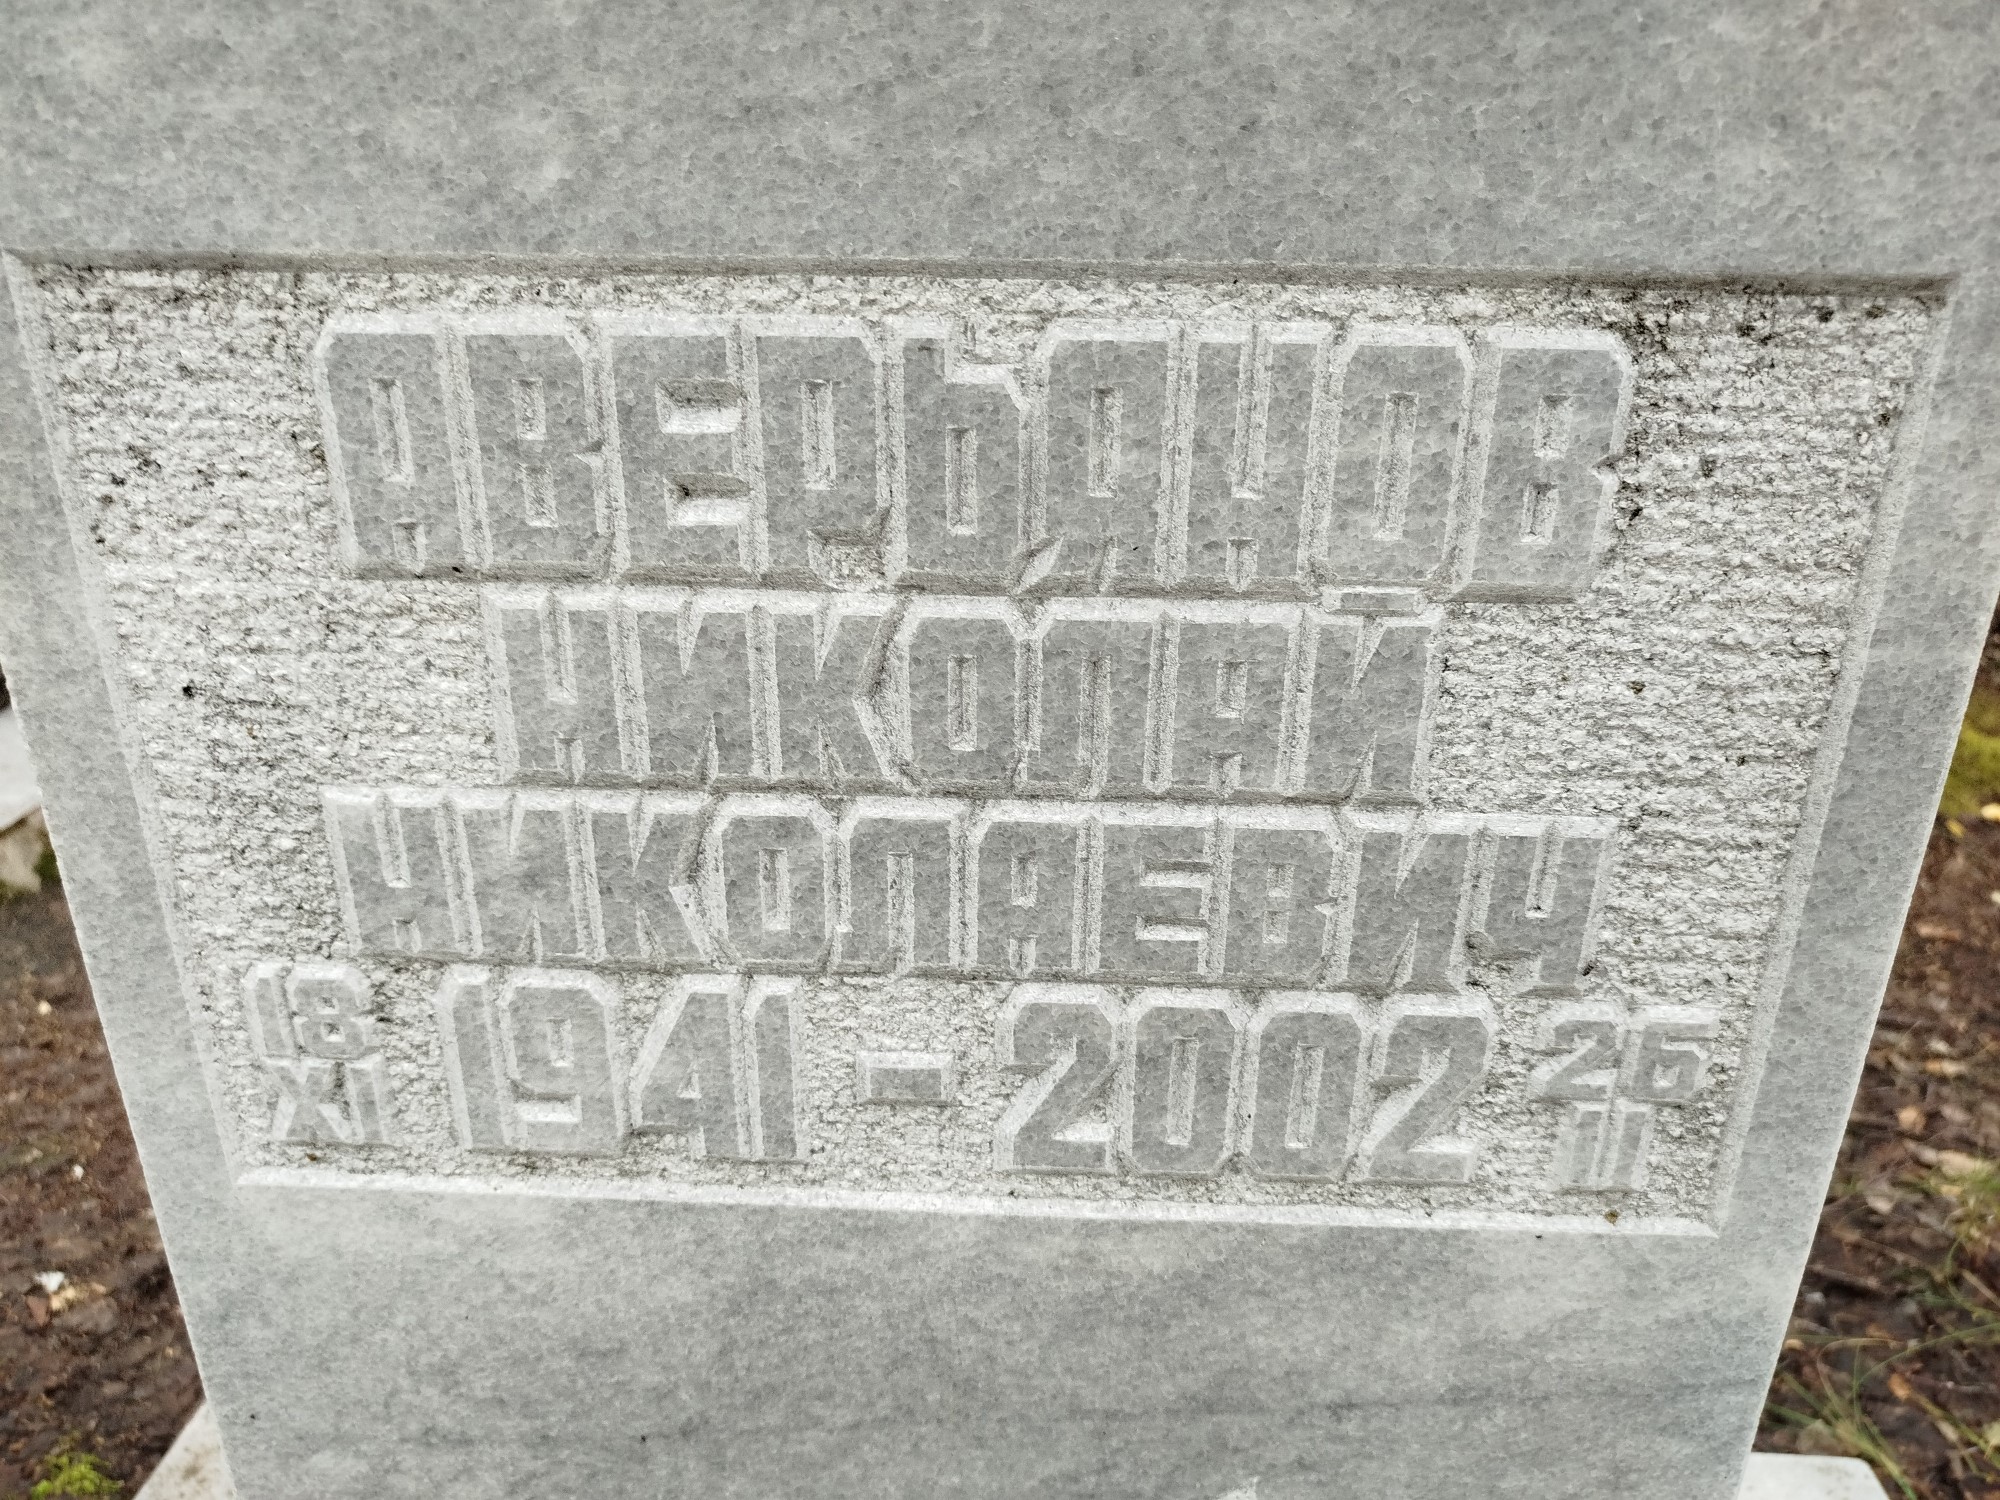 АВЕРЬЯНОВ
НИКОЛАЙ
НИКОЛАЕВИЧ
18 XI 1941 - 2002 26 II